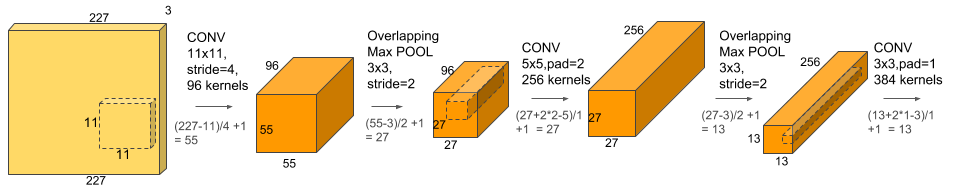 227
3
11
11
227
CONV
11x11,
stride=4,
96 kernels
(227-11)/4 +1
= 55
96
55
55
Overlapping
Max POOL
3x3,
stride=2
(55-3)/2 +1
= 27
96
27
27
CONV
5x5,pad=2
256 kernels
(27+2*2-5)/1
+1 = 27
256
27
27
Overlapping
Max POOL
3x3,
stride=2
(27-3)/2 +1
= 13
256
13
13
CONV
3x3,pad=1
384 kernels
(13+2*1-3)/1
+1 = 13